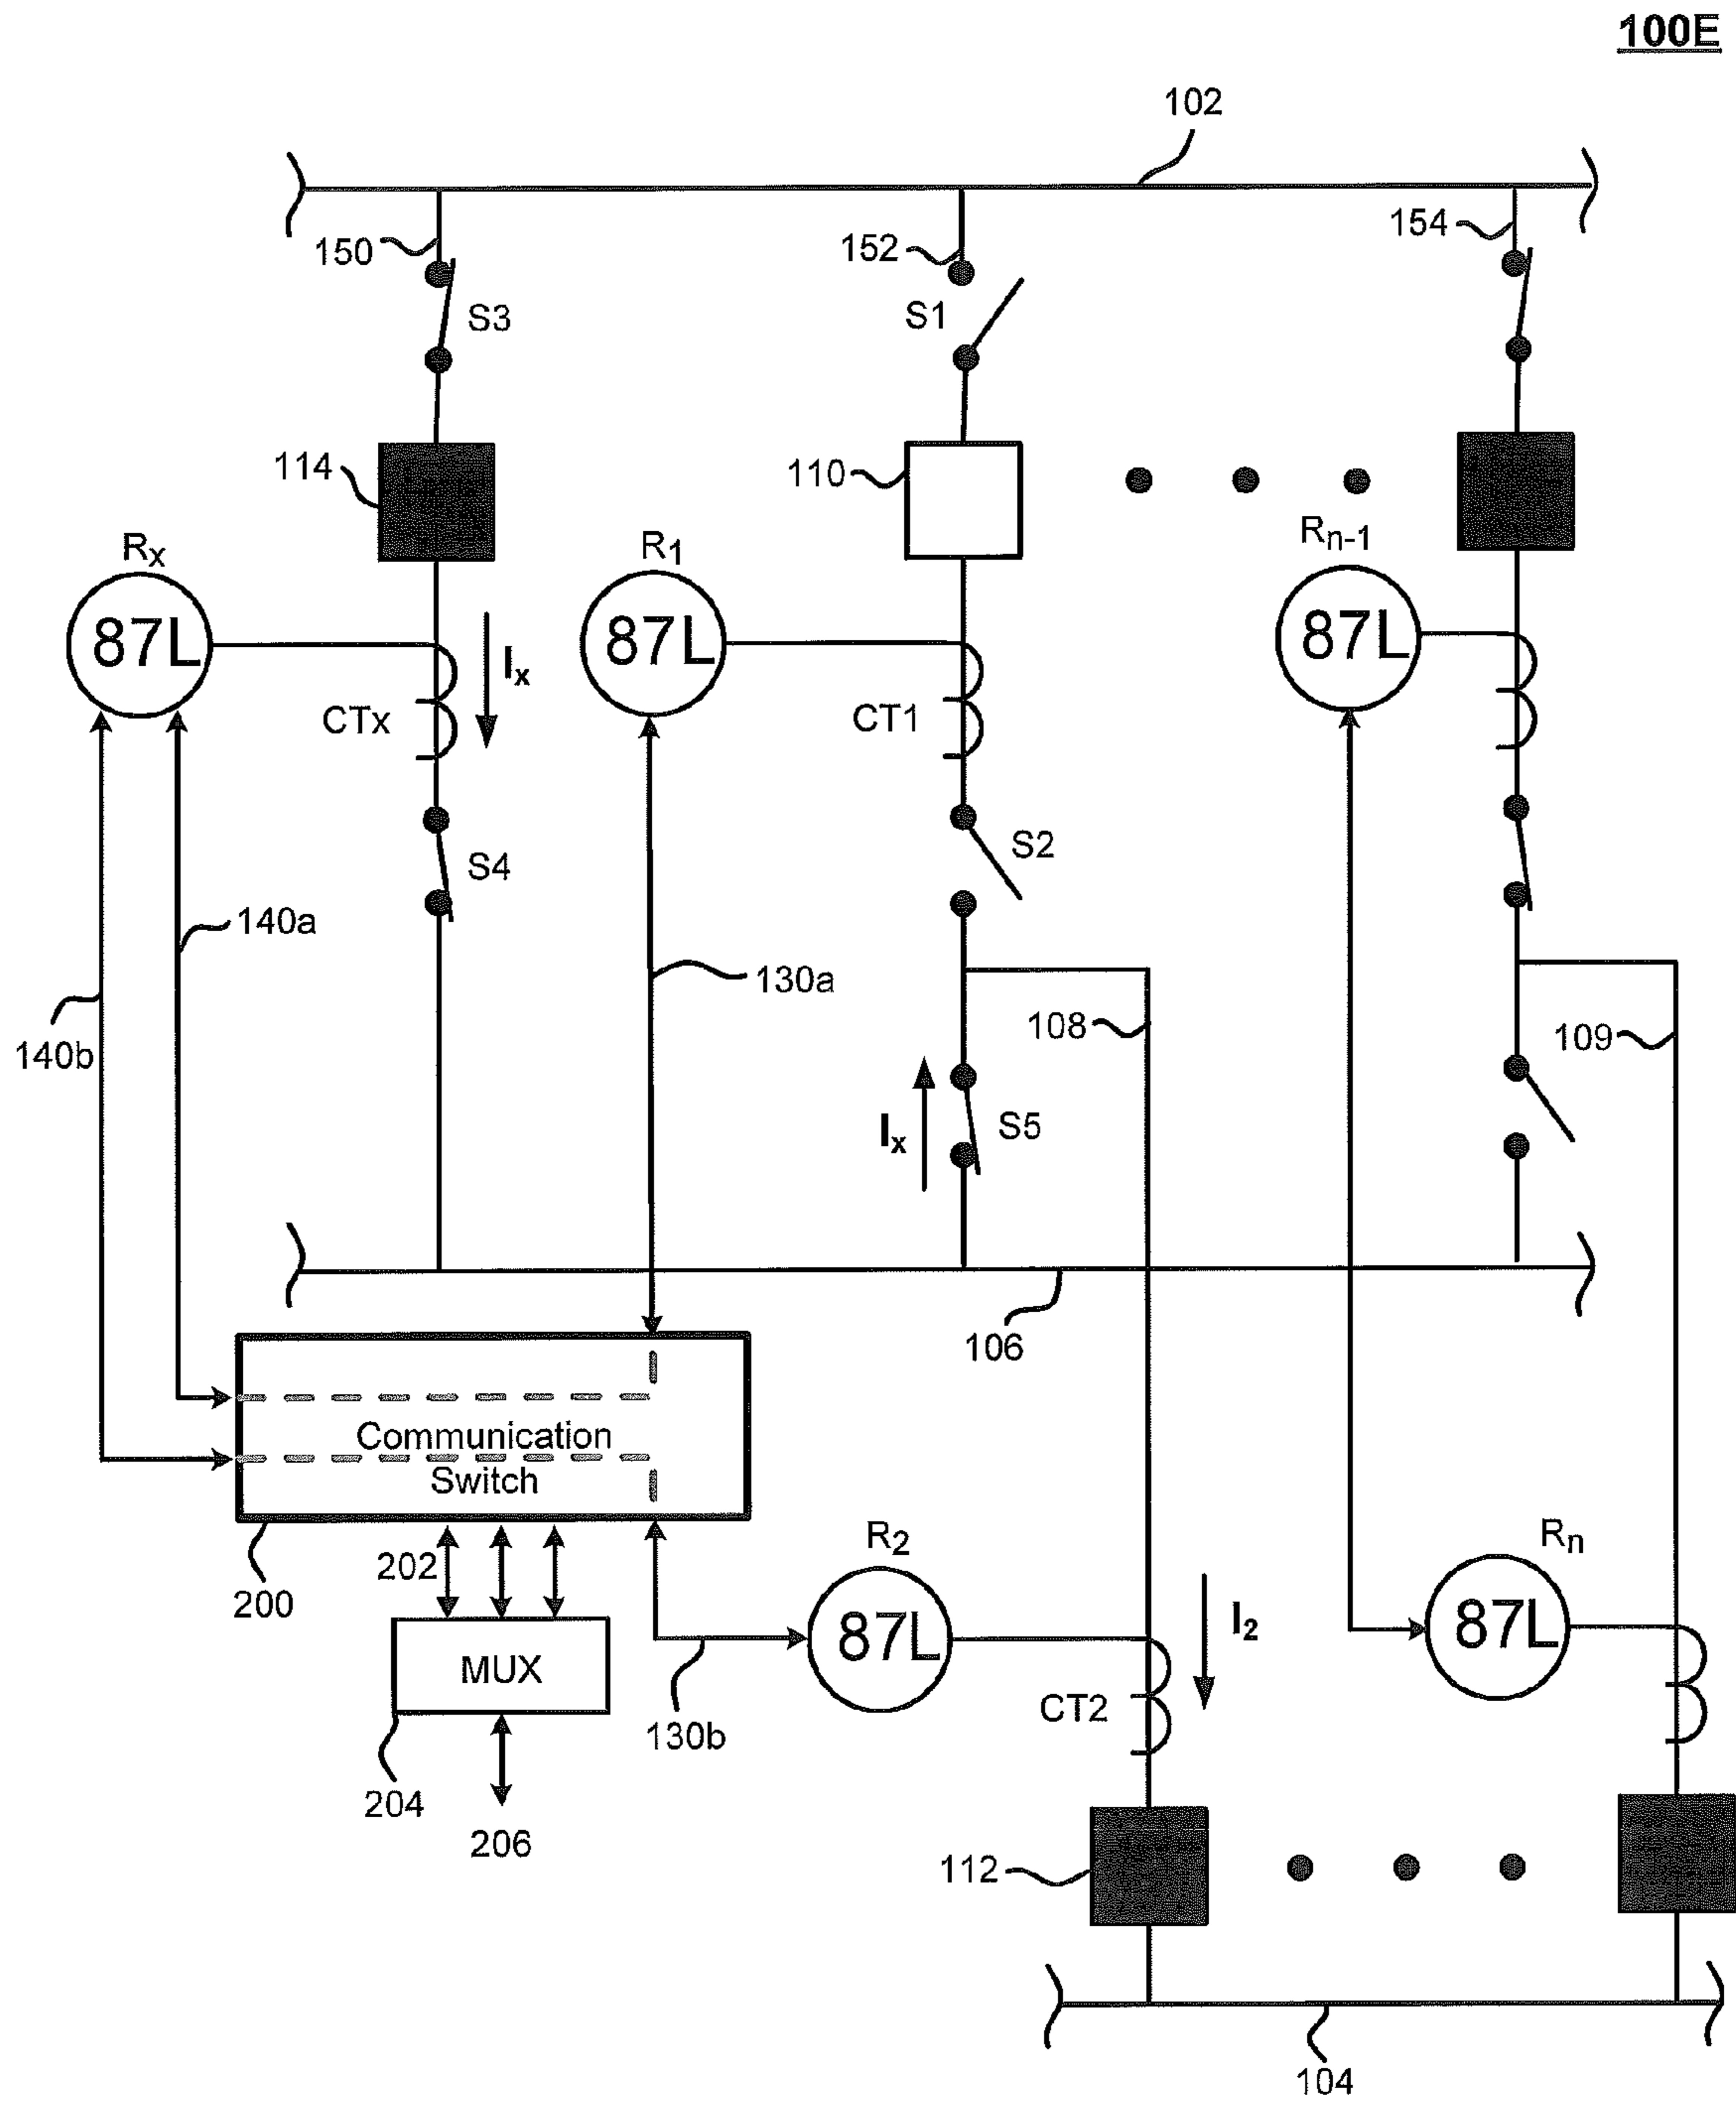 100E
102
150
152
154
S3
S1
114
110
Rx
R1
Rn-1
87L
87L
87L
Ix
CTx
CT1
S4
S2
140a
130a
108
109
140b
Ix
S5
106
Communication
Switch
202
200
R2
Rn
87L
87L
I2
MUX
CT2
130b
204
206
112
104